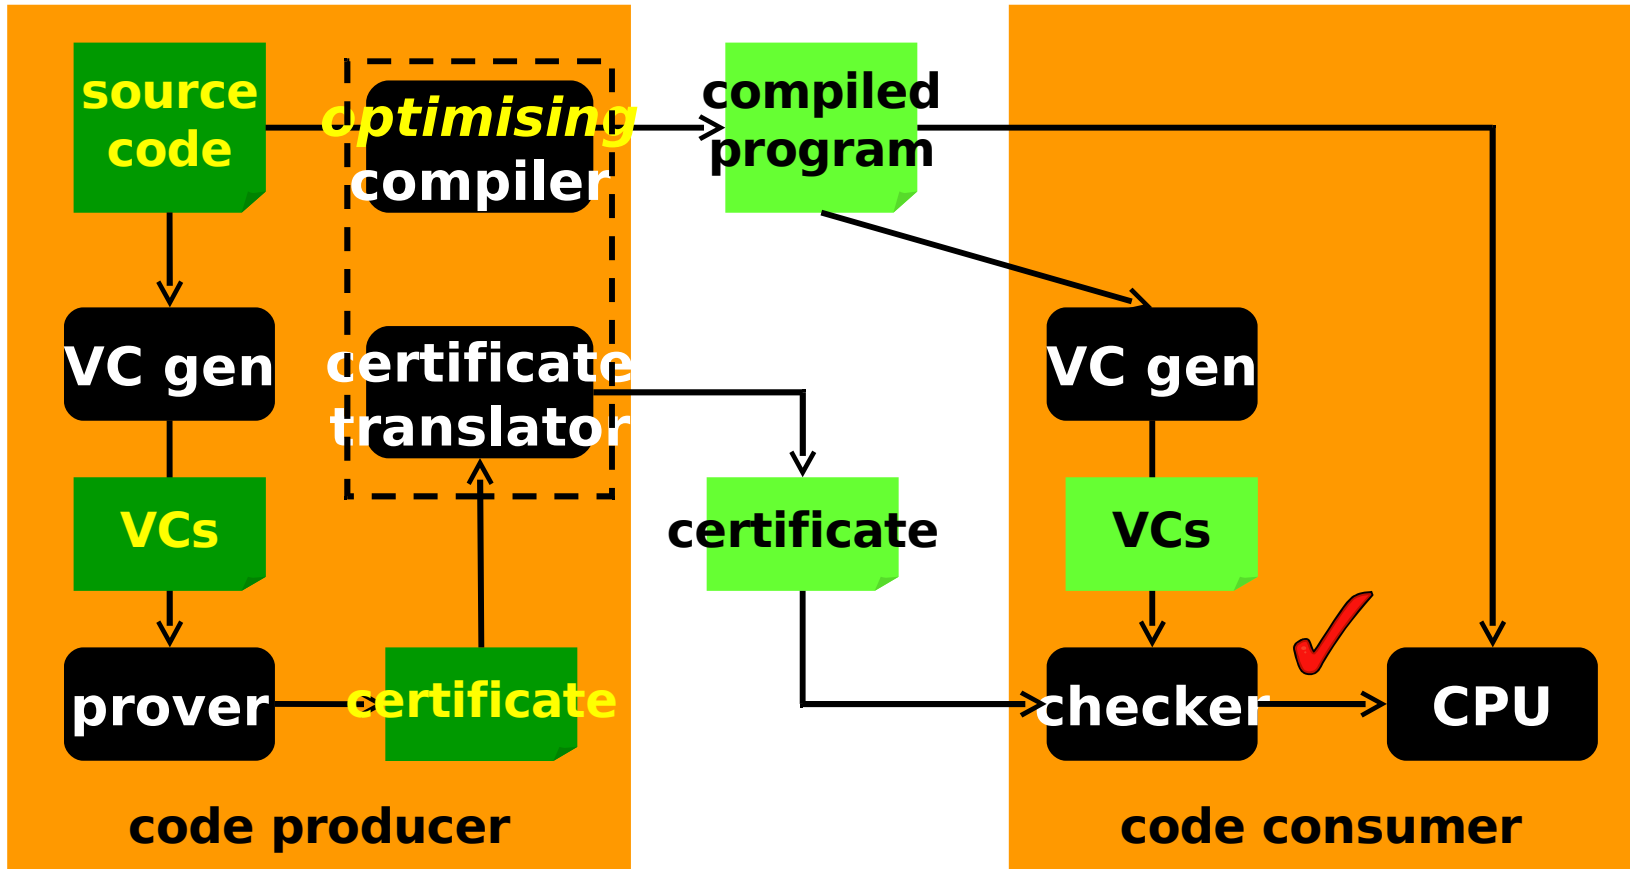 source
code
optimising
compiler
compiled
program
VC gen
certificate
translator
VC gen
VCs
certificate
VCs
prover
certificate
checker
CPU
code producer
code consumer